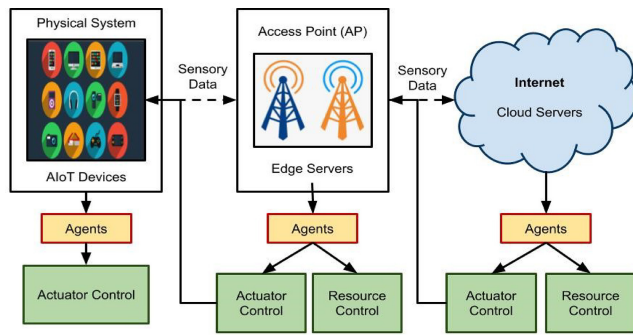 Physical System
AIoT Devices
Agents
Actuator Control
Sensory
Data
Access Point (AP)
Edge Servers
Agents
Actuator
Control
Resource
Control
Sensory
Data
Internet
Cloud Servers
Agents
Actuator
Control
Resource
Control